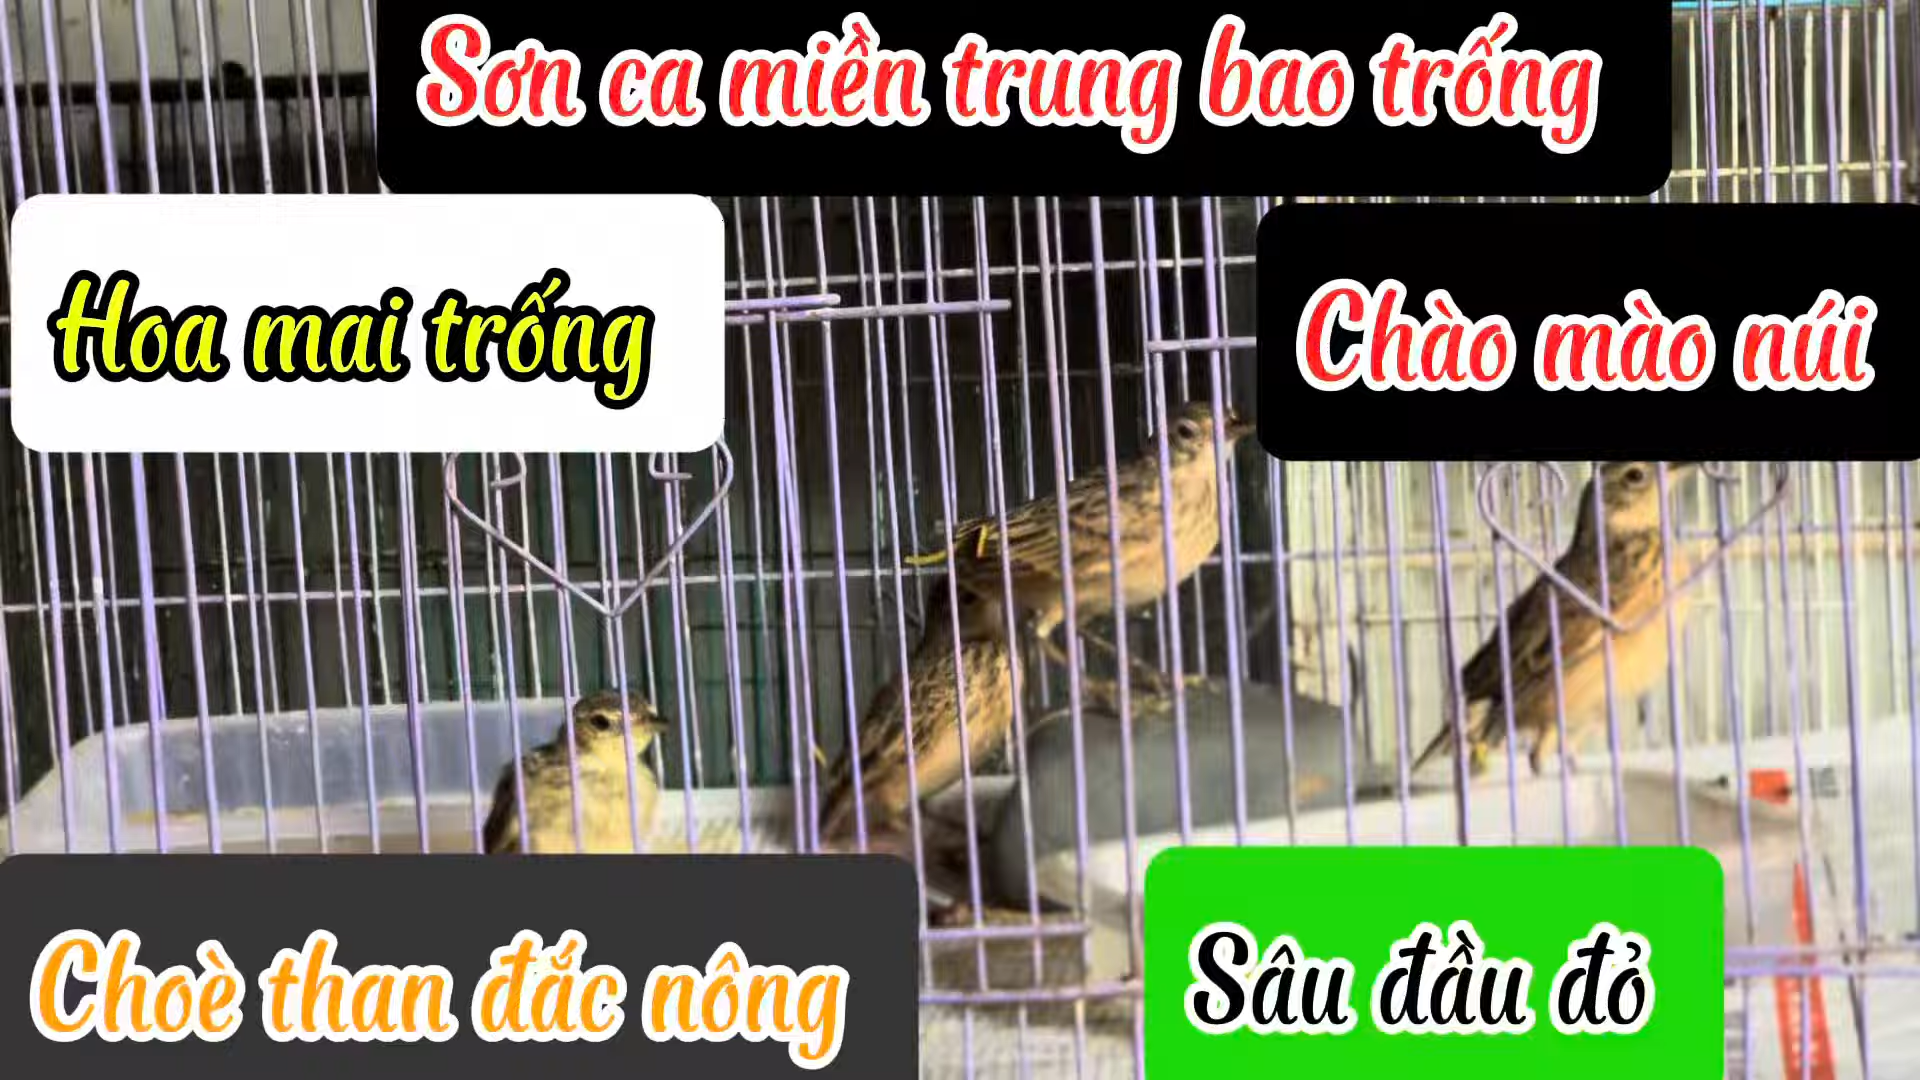 Sơn ca miền trung bao trống
Hoa mai trống
Chào mào núi
Choè than đắc nông
Sâu đầu đỏ